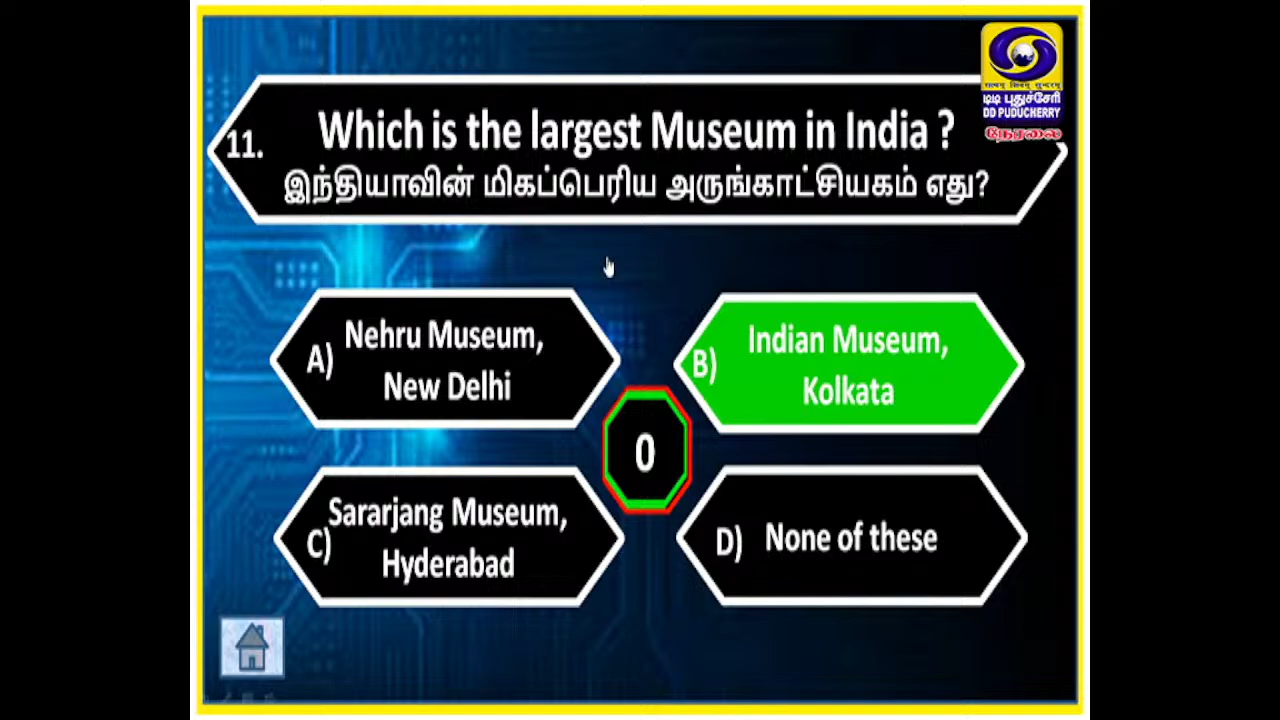 11.
Which is the largest Museum in India ?
இந்தியாவின் மிகப்பெரிய அருங்காட்சியகம் எது?
டிடி புதுச்சேரி
DD PUDUCHERRY
நேரலை
A)
Nehru Museum,
New Delhi
B)
Indian Museum,
Kolkata
0
C)
Sararjang Museum,
Hyderabad
D)
None of these